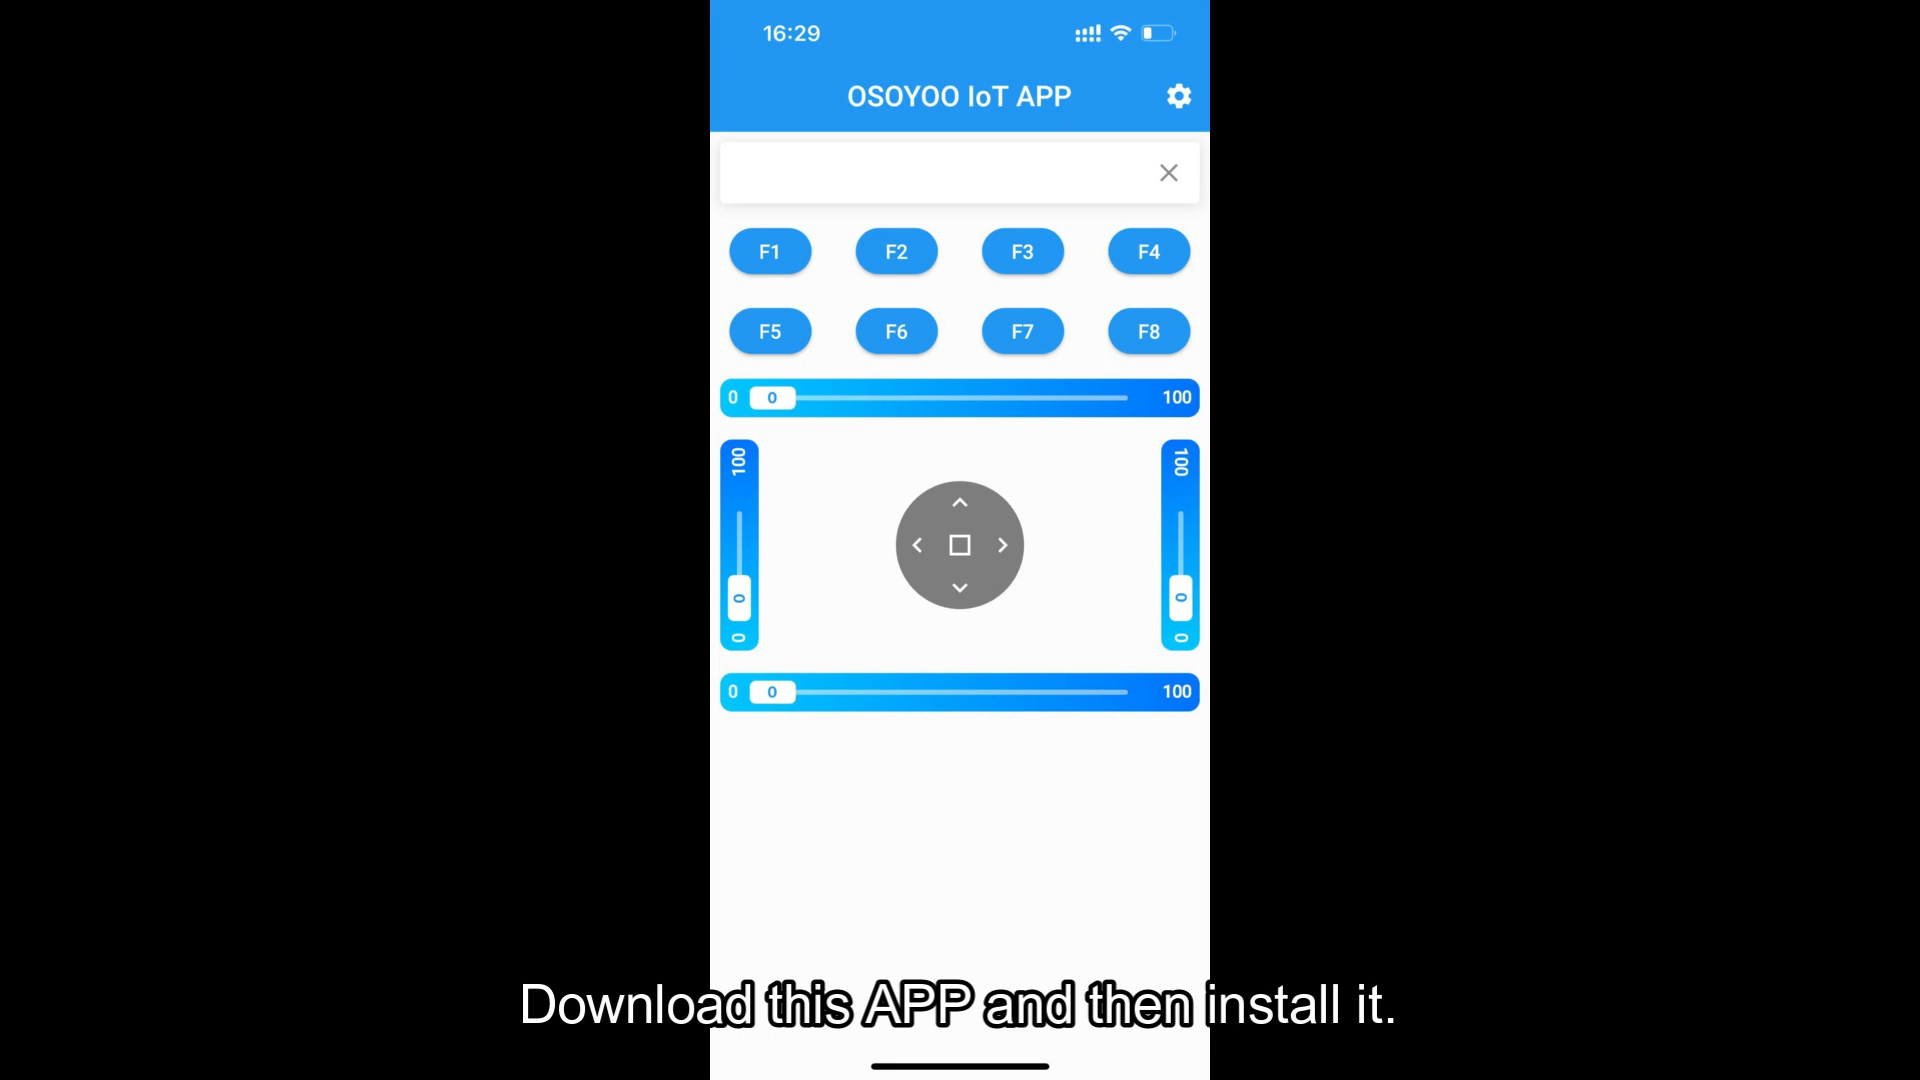 16:29
OSOYOO IoT APP
F1 F2 F3 F4
F5 F6 F7 F8
0 0 100
100 100
0 0
0 0
0 0 100
Download this APP and then install it.